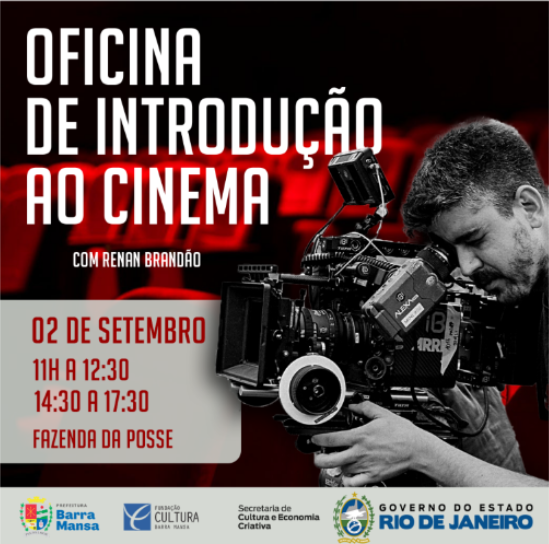 OFICINA
DE INTRODUÇÃO
AO CINEMA
COM RENAN BRANDÃO
02 DE SETEMBRO
11H A 12:30
14:30 A 17:30
FAZENDA DA POSSE
ALEXA
ARRI
PREFEITURA
Barra
Mansa
FUNDAÇÃO
CULTURA
BARRA MANSA
Secretaria de
Cultura e Economia
Criativa
GOVERNO DO ESTADO
RIO DE JANEIRO